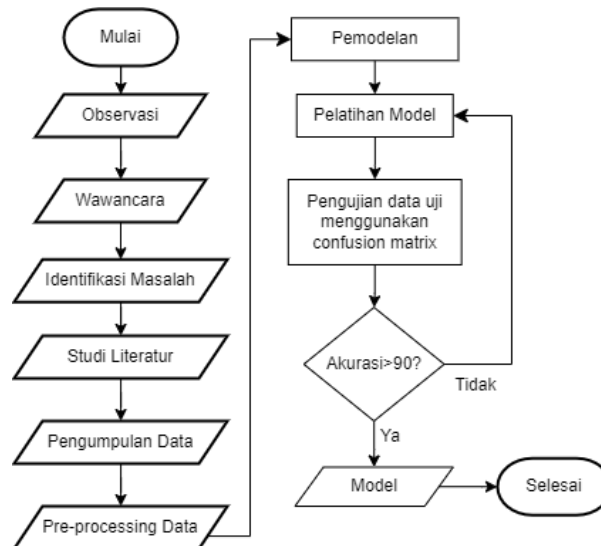 Mulai
Observasi
Wawancara
Identifikasi Masalah
Studi Literatur
Pengumpulan Data
Pre-processing Data
Pemodelan
Pelatihan Model
Pengujian data uji
menggunakan
confusion matrix
Akurasi>90?
Tidak
Ya
Model
Selesai